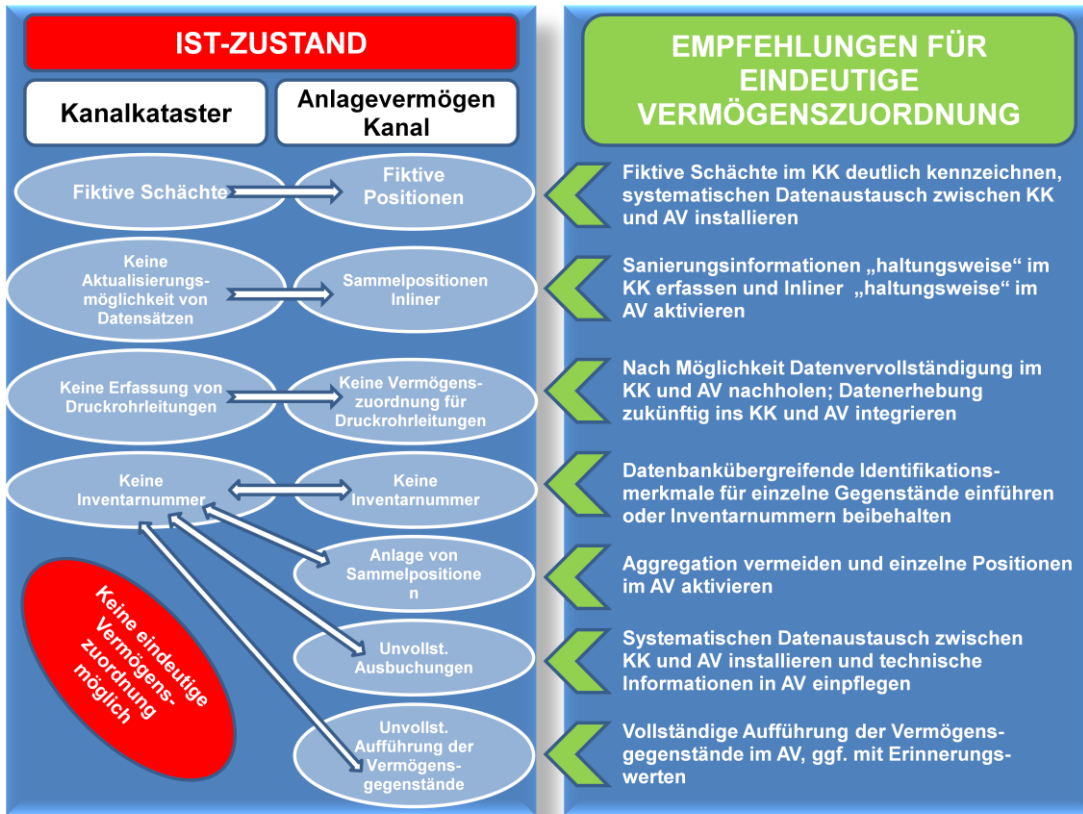 IST-ZUSTAND
Kanalkataster
Anlagevermögen
Kanal
EMPFEHLUNGEN FÜR
EINDEUTIGE
VERMÖGENSZUORDNUNG
Fiktive Schächte
Fiktive
Positionen
Fiktive Schächte im KK deutlich kennzeichnen,
systematischen Datenaustausch zwischen KK
und AV installieren
Keine
Aktualisierungs-
möglichkeit von
Datensätzen
Sammelpositionen
Inliner
Sanierungsinformationen „haltungsweise“ im
KK erfassen und Inliner „haltungsweise“ im
AV aktivieren
Keine Erfassung von
Druckrohrleitungen
Keine Vermögens-
zuordnung für
Druckrohrleitungen
Nach Möglichkeit Datenvervollständigung im
KK und AV nachholen; Datenerhebung
zukünftig ins KK und AV integrieren
Keine
Inventarnummer
Keine
Inventarnummer
Datenbankübergreifende Identifikations-
merkmale für einzelne Gegenstände einführen
oder Inventarnummern beibehalten
Anlage von
Sammelpositione
n
Aggregation vermeiden und einzelne Positionen
im AV aktivieren
Keine eindeutige
Vermögens-
zuordnung
möglich
Unvollst.
Ausbuchungen
Systematischen Datenaustausch zwischen
KK und AV installieren und technische
Informationen in AV einpflegen
Unvollst.
Aufführung der
Vermögens-
gegenstände
Vollständige Aufführung der Vermögens-
gegenstände im AV, ggf. mit Erinnerungs-
werten